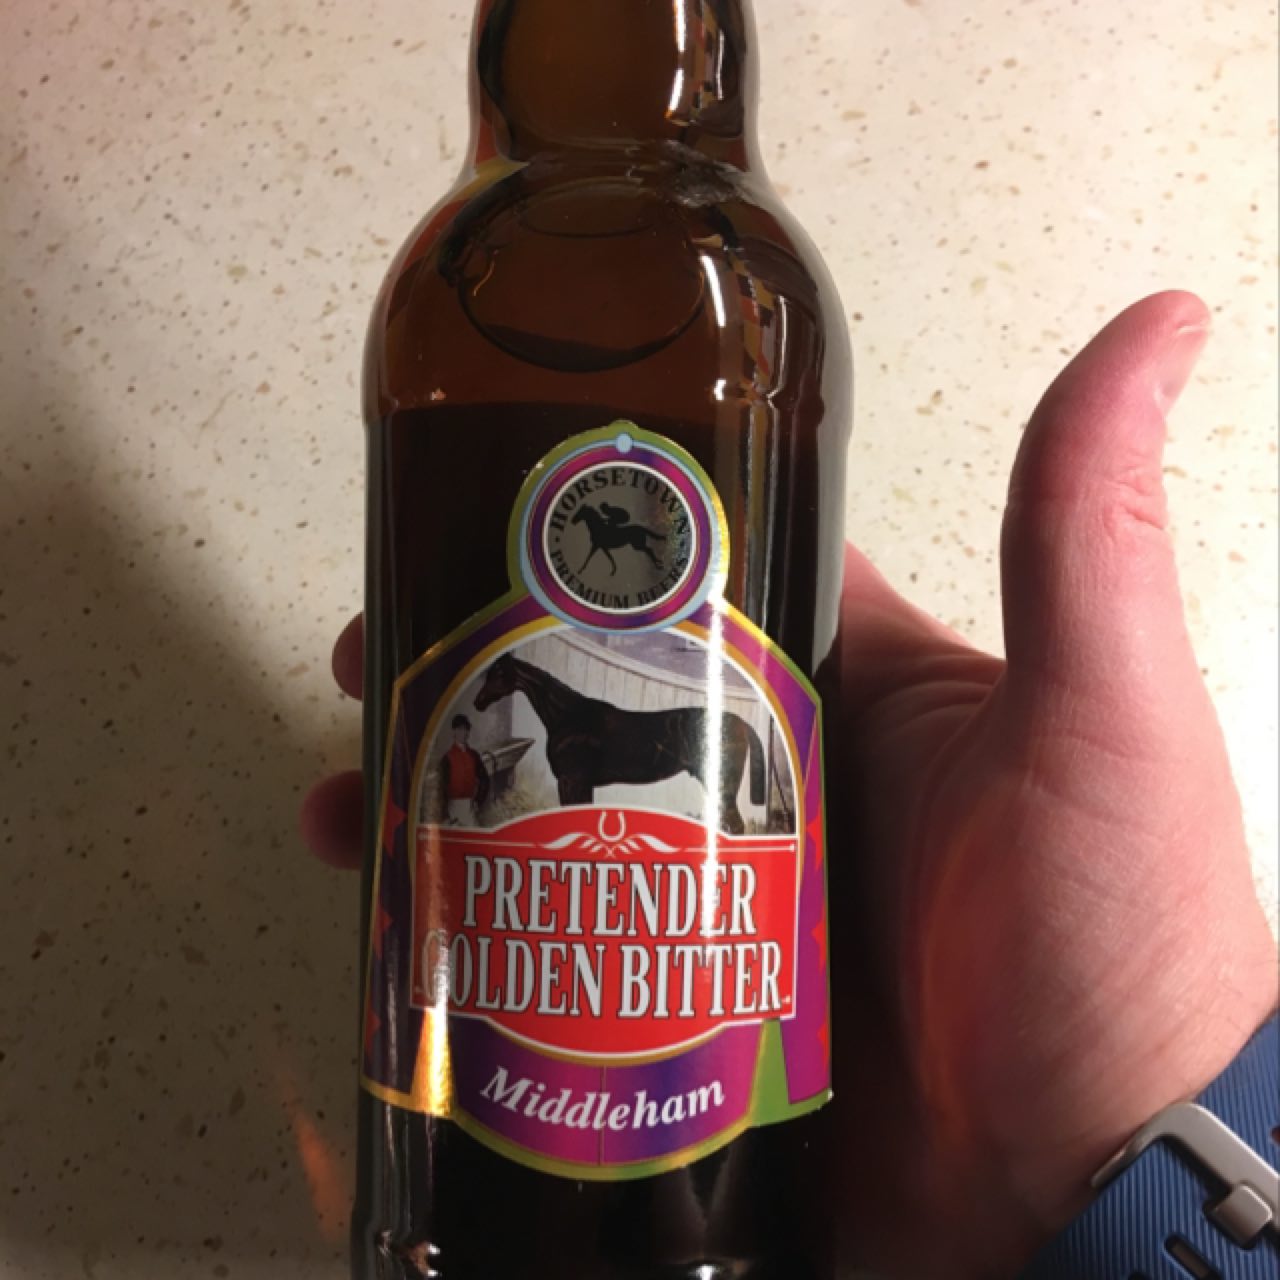 HORSETOWN
PREMIUM BEERS
PRETENDER
GOLDEN BITTER
Middleham